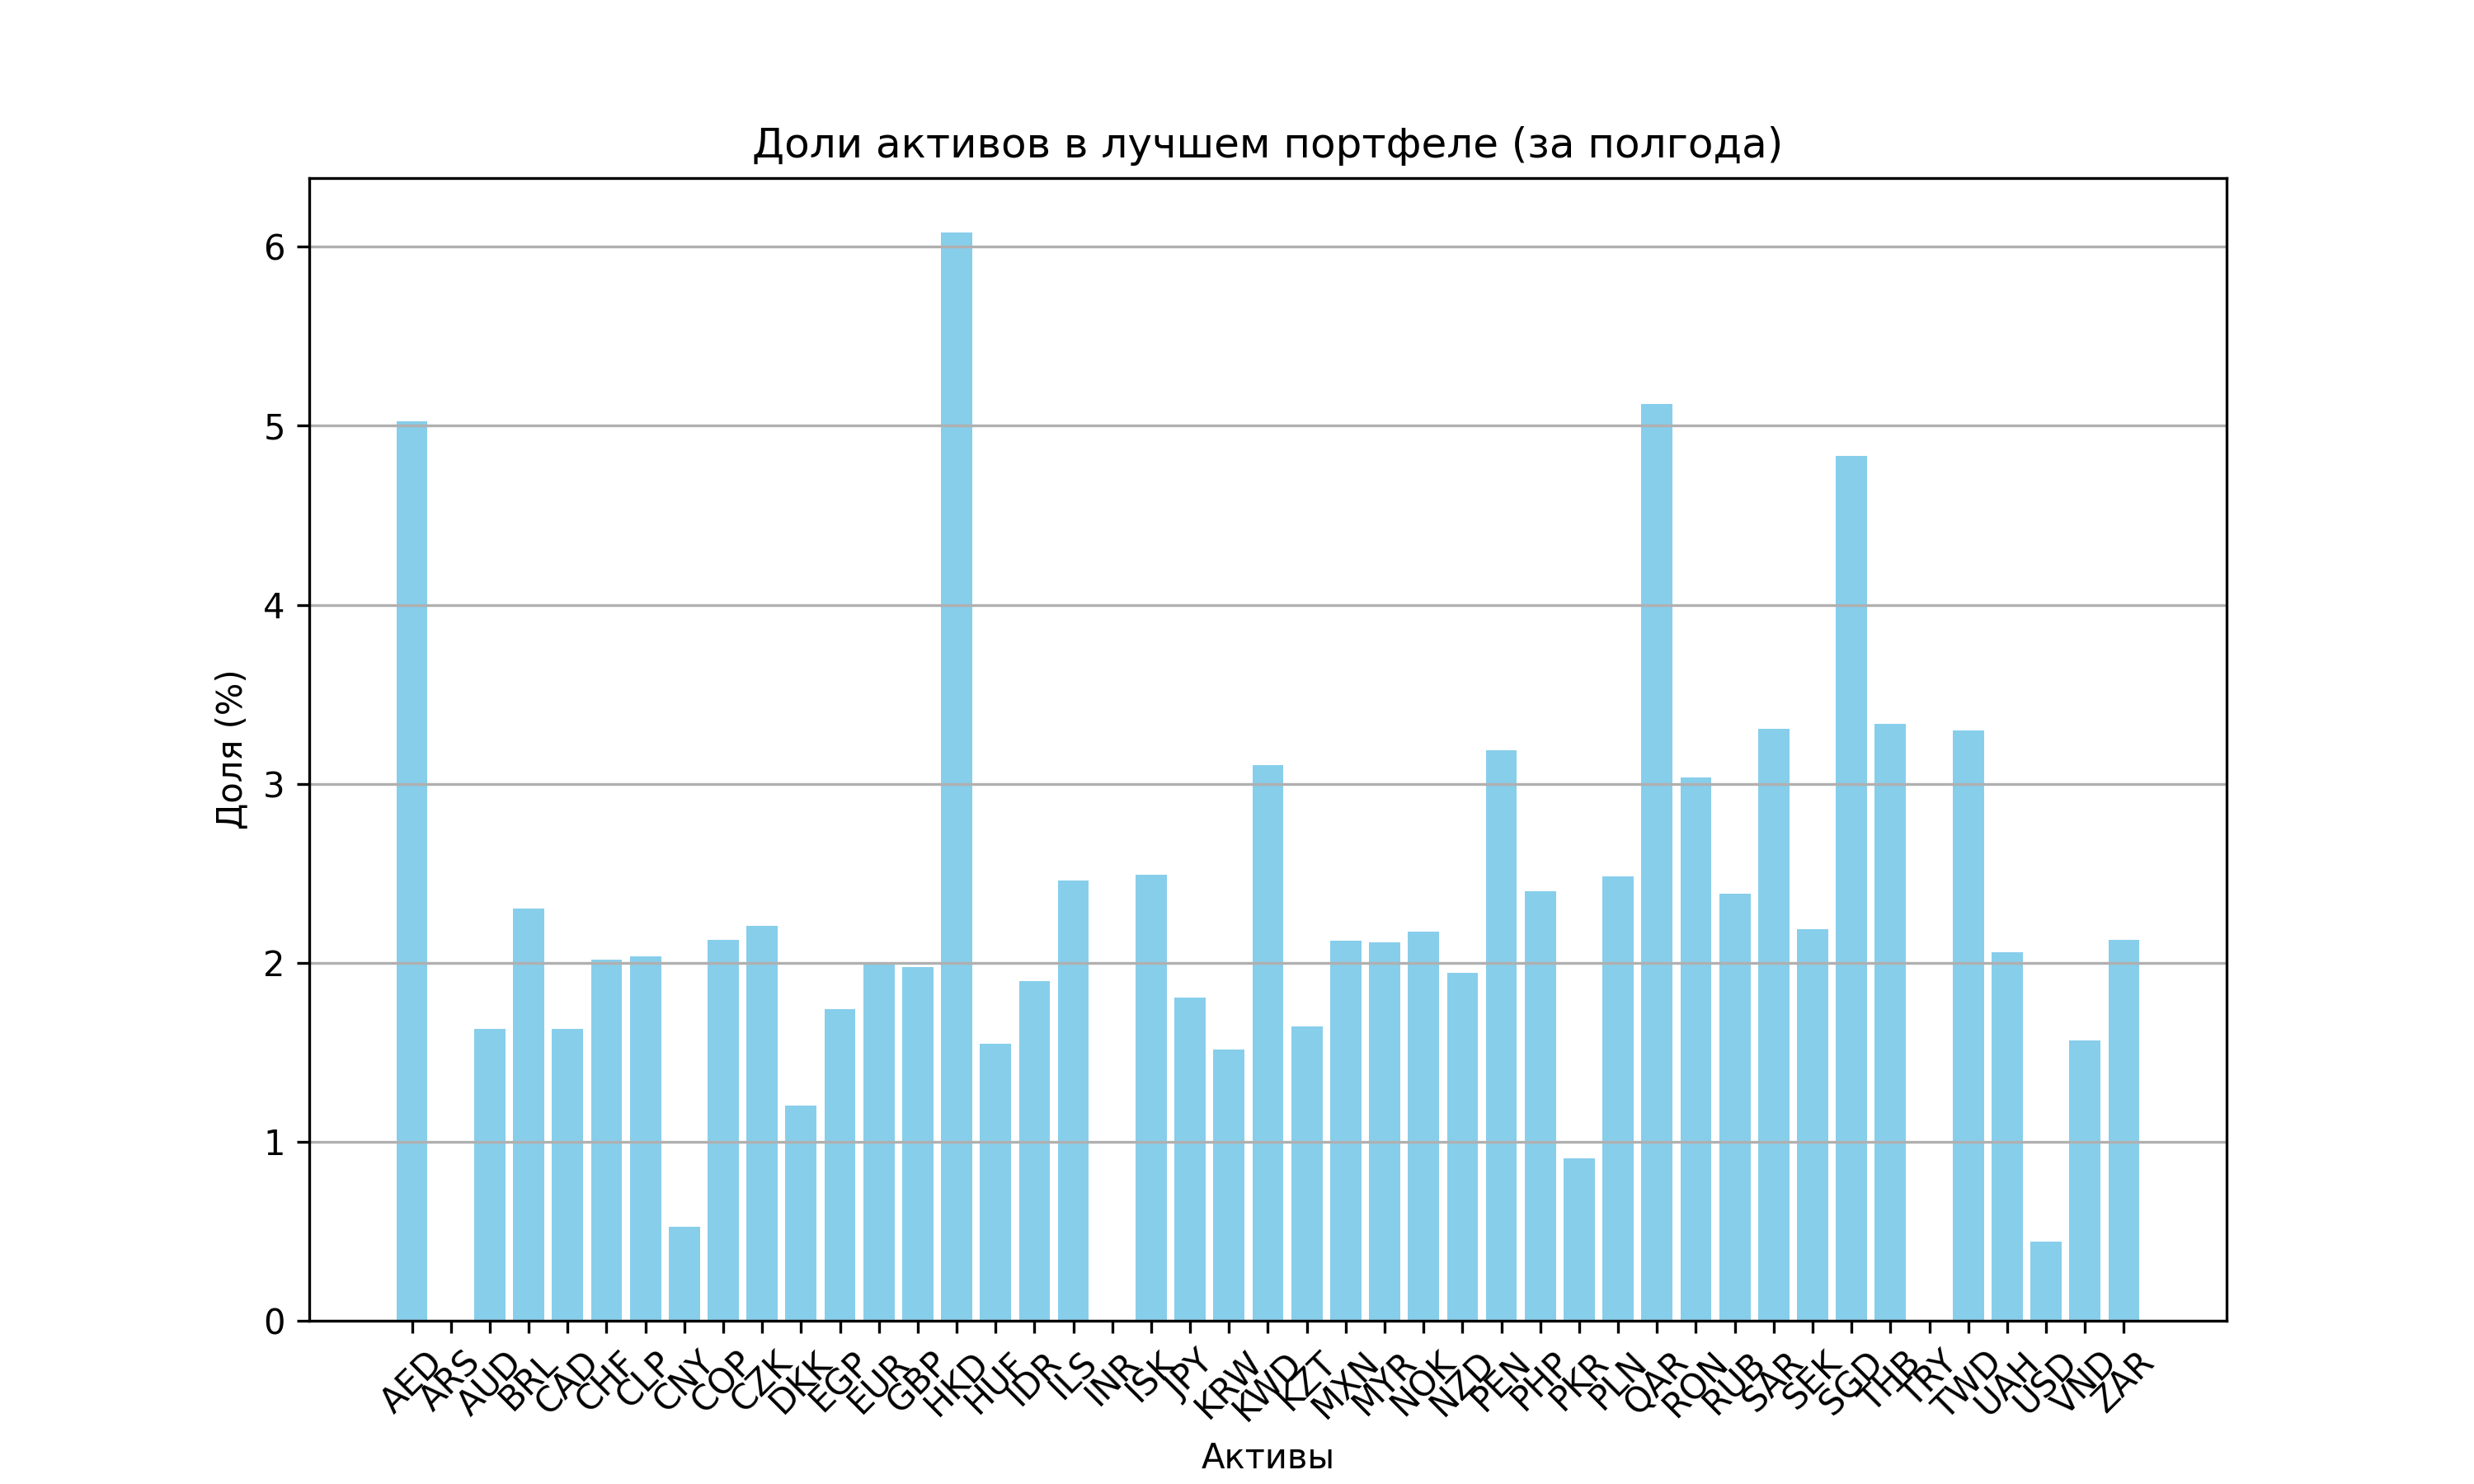 Доли активов в лучшем портфеле (за полгода)
Доля (%)
6
5
4
3
2
1
0
AED ARS AUD BRL CAD CHF CLP CNY COP CZK DKK EGP EUR GBP HKD HUF IDR ILS INR ISK JPY KRW KWD KZT MXN MYR NOK NZD PEN PHP PKR PLN QAR RON RUB SAR SEK SGD THB TRY TWD UAH USD VND ZAR
Активы